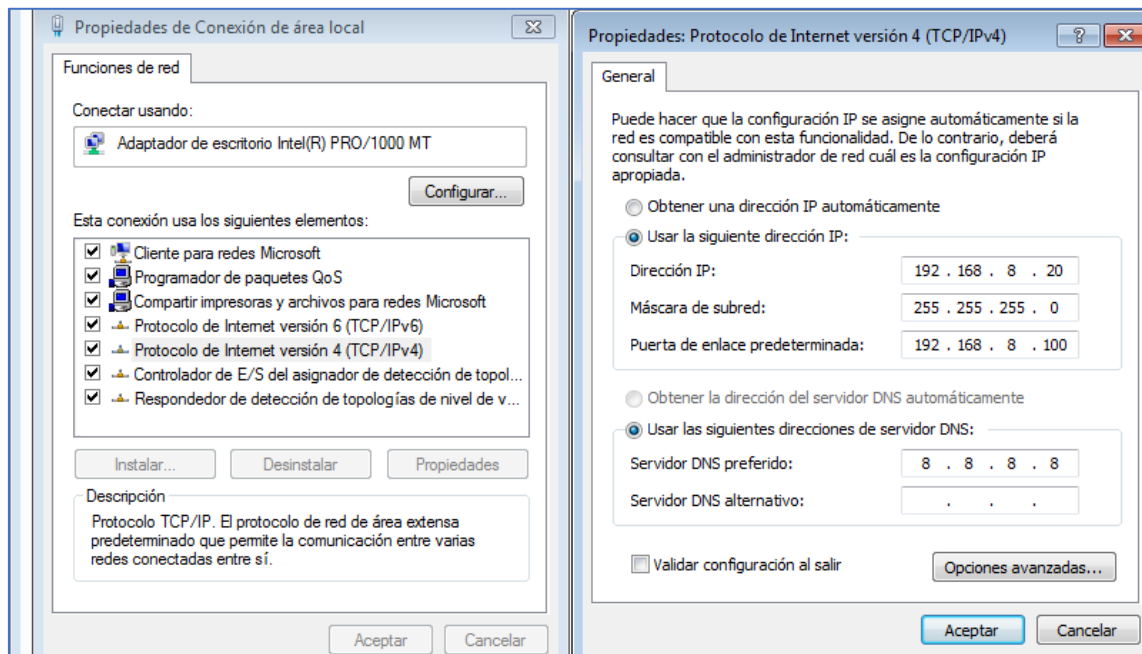 Propiedades de Conexión de área local
Funciones de red
Conectar usando:
Adaptador de escritorio Intel(R) PRO/1000 MT
Configurar...
Esta conexión usa los siguientes elementos:
Cliente para redes Microsoft
Programador de paquetes QoS
Compartir impresoras y archivos para redes Microsoft
Protocolo de Internet versión 6 (TCP/IPv6)
Protocolo de Internet versión 4 (TCP/IPv4)
Controlador de E/S del asignador de detección de topol...
Respondedor de detección de topologías de nivel de v...
Instalar... Desinstalar Propiedades
Descripción
Protocolo TCP/IP. El protocolo de red de área extensa
predeterminado que permite la comunicación entre varias
redes conectadas entre sí.
Aceptar Cancelar
Propiedades: Protocolo de Internet versión 4 (TCP/IPv4)
General
Puede hacer que la configuración IP se asigne automáticamente si la
red es compatible con esta funcionalidad. De lo contrario, deberá
consultar con el administrador de red cuál es la configuración IP
apropiada.
Obtener una dirección IP automáticamente
Usar la siguiente dirección IP:
Dirección IP: 192 . 168 . 8 . 20
Máscara de subred: 255 . 255 . 255 . 0
Puerta de enlace predeterminada: 192 . 168 . 8 . 100
Obtener la dirección del servidor DNS automáticamente
Usar las siguientes direcciones de servidor DNS:
Servidor DNS preferido: 8 . 8 . 8 . 8
Servidor DNS alternativo: . . .
Validar configuración al salir
Opciones avanzadas...
Aceptar Cancelar